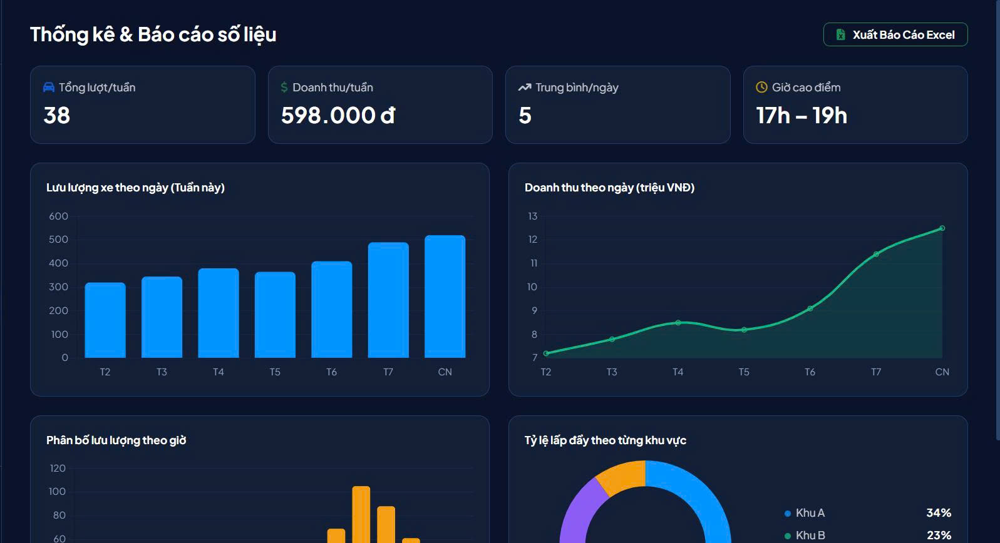 Thống kê & Báo cáo số liệu
Xuất Báo Cáo Excel
Tổng lượt/tuần
38
$ Doanh thu/tuần
598.000 đ
Trung bình/ngày
5
Giờ cao điểm
17h – 19h
Lưu lượng xe theo ngày (Tuần này)
600
500
400
300
200
100
0
T2 T3 T4 T5 T6 T7 CN
Doanh thu theo ngày (triệu VNĐ)
13
12
11
10
9
8
7
T2 T3 T4 T5 T6 T7 CN
Phân bố lưu lượng theo giờ
120
100
80
60
Tỷ lệ lấp đầy theo từng khu vực
Khu A 34%
Khu B 23%